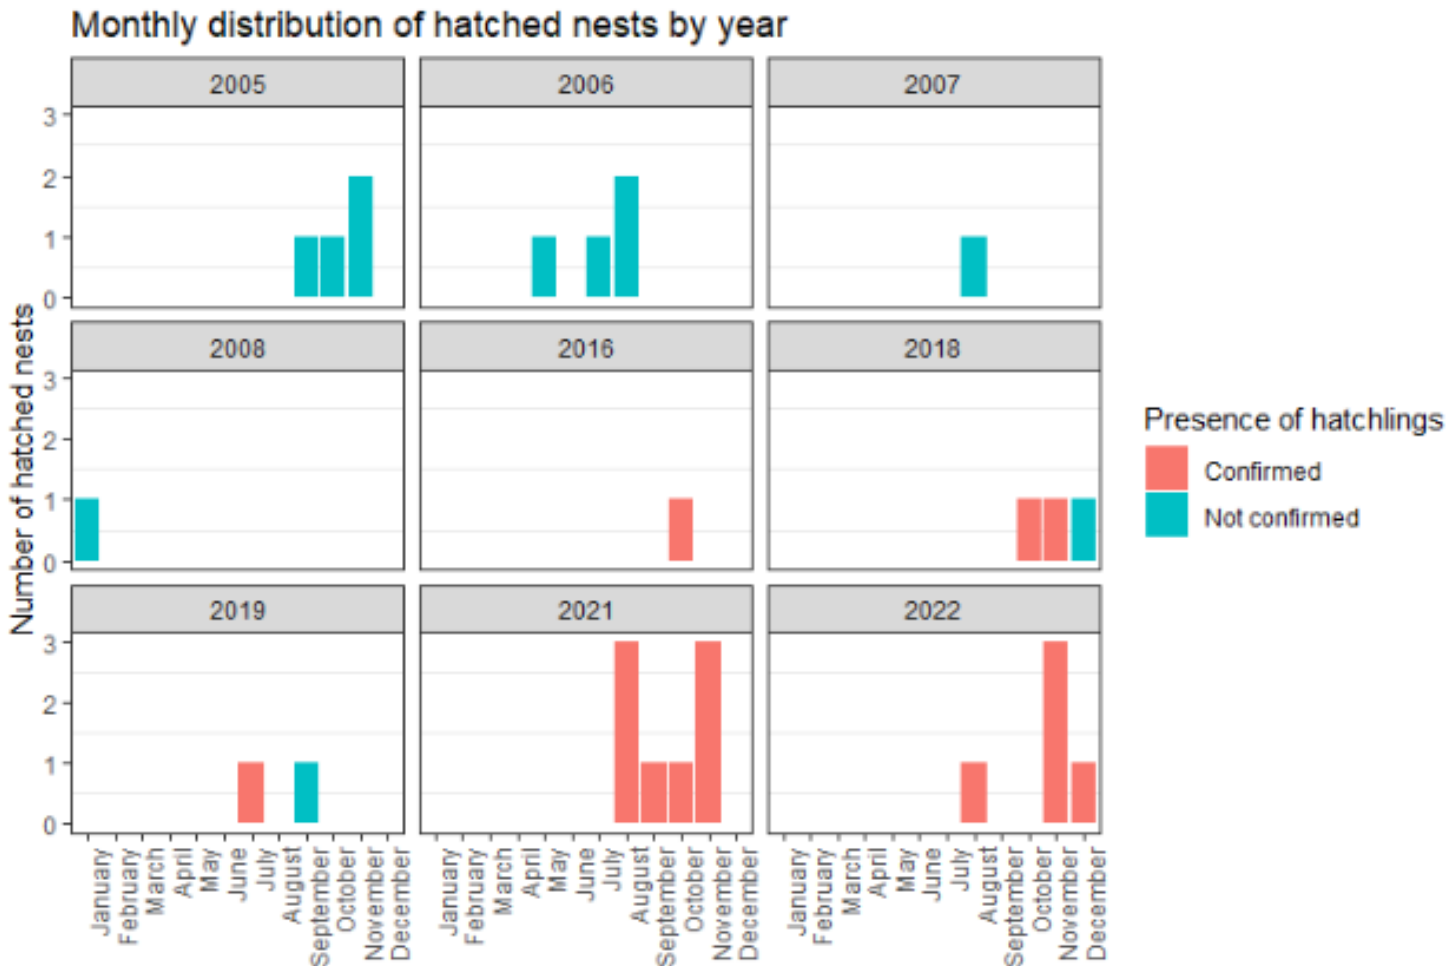 Monthly distribution of hatched nests by year
2005
2006
2007
3
2
1
0
2008
2016
2018
3
2
1
0
2019
2021
2022
3
2
1
0
Number of hatched nests
January
February
March
April
May
June
July
August
September
October
November
December
January
February
March
April
May
June
July
August
September
October
November
December
January
February
March
April
May
June
July
August
September
October
November
December
Presence of hatchlings
Confirmed
Not confirmed